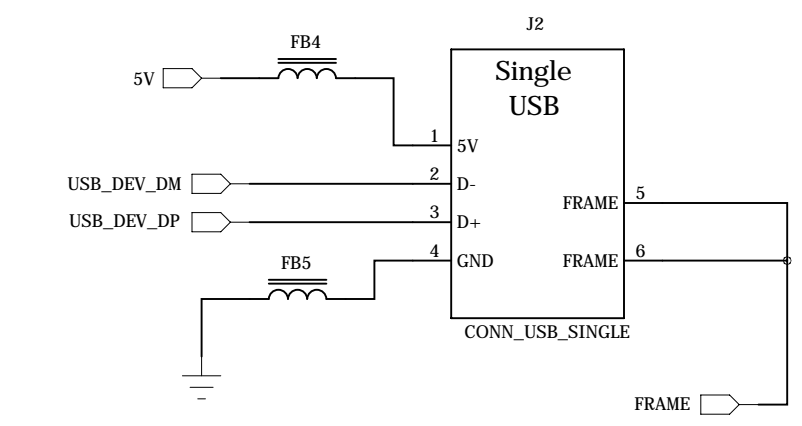 J2
FB4
Single
USB
5V
1
5V
2
USB_DEV_DM
D-
5
FRAME
3
USB_DEV_DP
D+
4
FB5
GND
FRAME
6
CONN_USB_SINGLE
FRAME